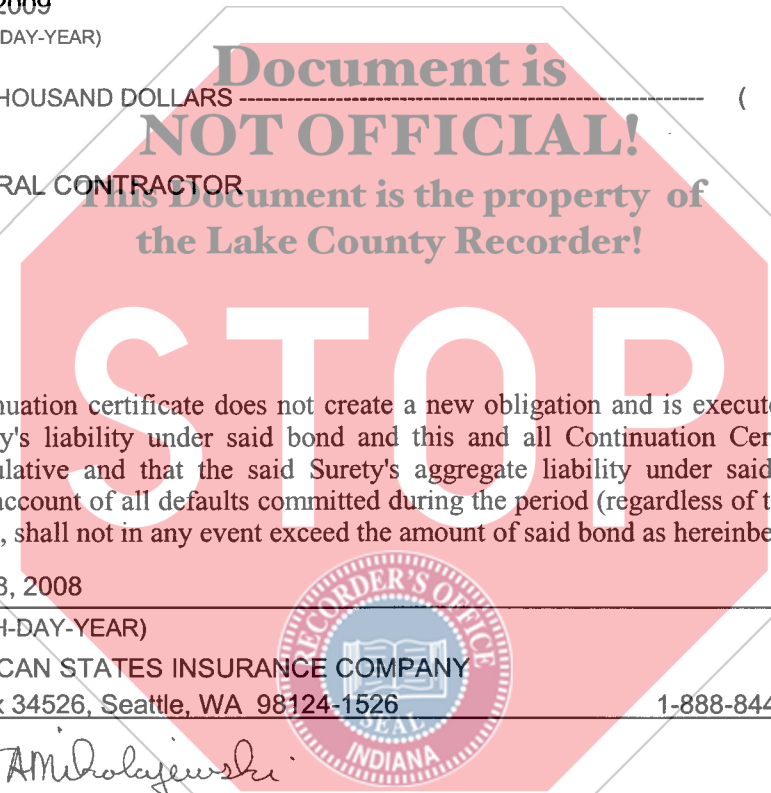 2009
DAY-YEAR)
Document is
HOUSAND DOLLARS ---------------------------------------------------------------------- (
NOT OFFICIAL!
RAL CONTRACTOR
This Document is the property of
the Lake County Recorder!
STOP
nuation certificate does not create a new obligation and is execut
y's liability under said bond and this and all Continuation Cer
ulative and that the said Surety's aggregate liability under said
account of all defaults committed during the period (regardless of t
, shall not in any event exceed the amount of said bond as hereinbe
8, 2008
H-DAY-YEAR)
CAN STATES INSURANCE COMPANY
x 34526, Seattle, WA 98124-1526 1-888-844
RECORDER'S OFFICE
SEAL
INDIANA
AMikolajewski